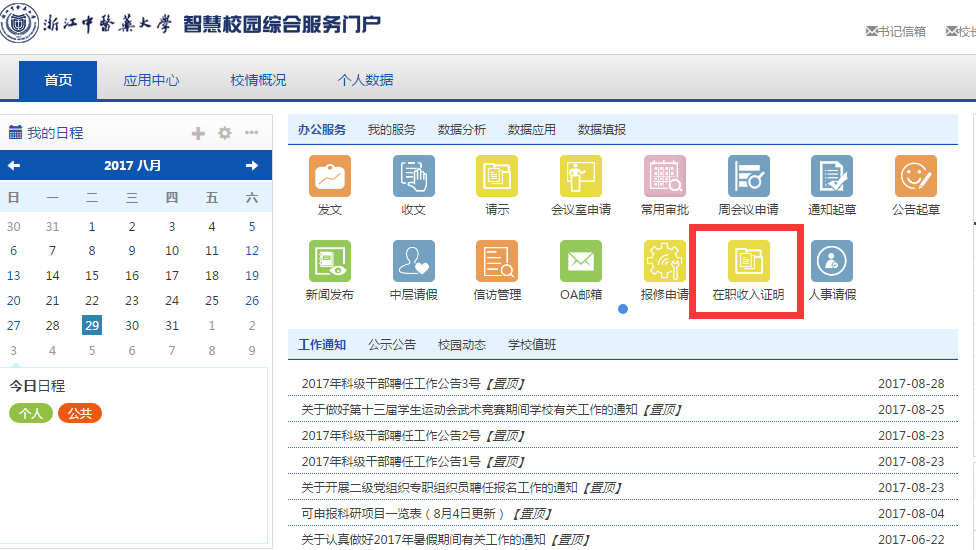 浙江中医药大学 智慧校园综合服务门户
书记信箱 校长
首页 应用中心 校情概况 个人数据
我的日程
2017 八月
日 一 二 三 四 五 六
30 31 1 2 3 4 5
6 7 8 9 10 11 12
13 14 15 16 17 18 19
20 21 22 23 24 25 26
27 28 29 30 31 1 2
3 4 5 6 7 8 9
今日日程
个人 公共
办公服务 我的服务 数据分析 数据应用 数据填报
发文 收文 请示 会议室申请 常用审批 周会议申请 通知起草 公告起草
新闻发布 中层请假 信访管理 OA邮箱 报修申请 在职收入证明 人事请假
工作通知 公示公告 校园动态 学校值班
2017年科级干部聘任工作公告3号【置顶】 2017-08-28
关于做好第十三届学生运动会武术竞赛期间学校有关工作的通知【置顶】 2017-08-25
2017年科级干部聘任工作公告2号【置顶】 2017-08-23
2017年科级干部聘任工作公告1号【置顶】 2017-08-23
关于开展二级党组织专职组织员聘任报名工作的通知【置顶】 2017-08-23
可申报科研项目一览表（8月4日更新）【置顶】 2017-08-04
关于认真做好2017年暑假期间有关工作的通知【置顶】 2017-06-22